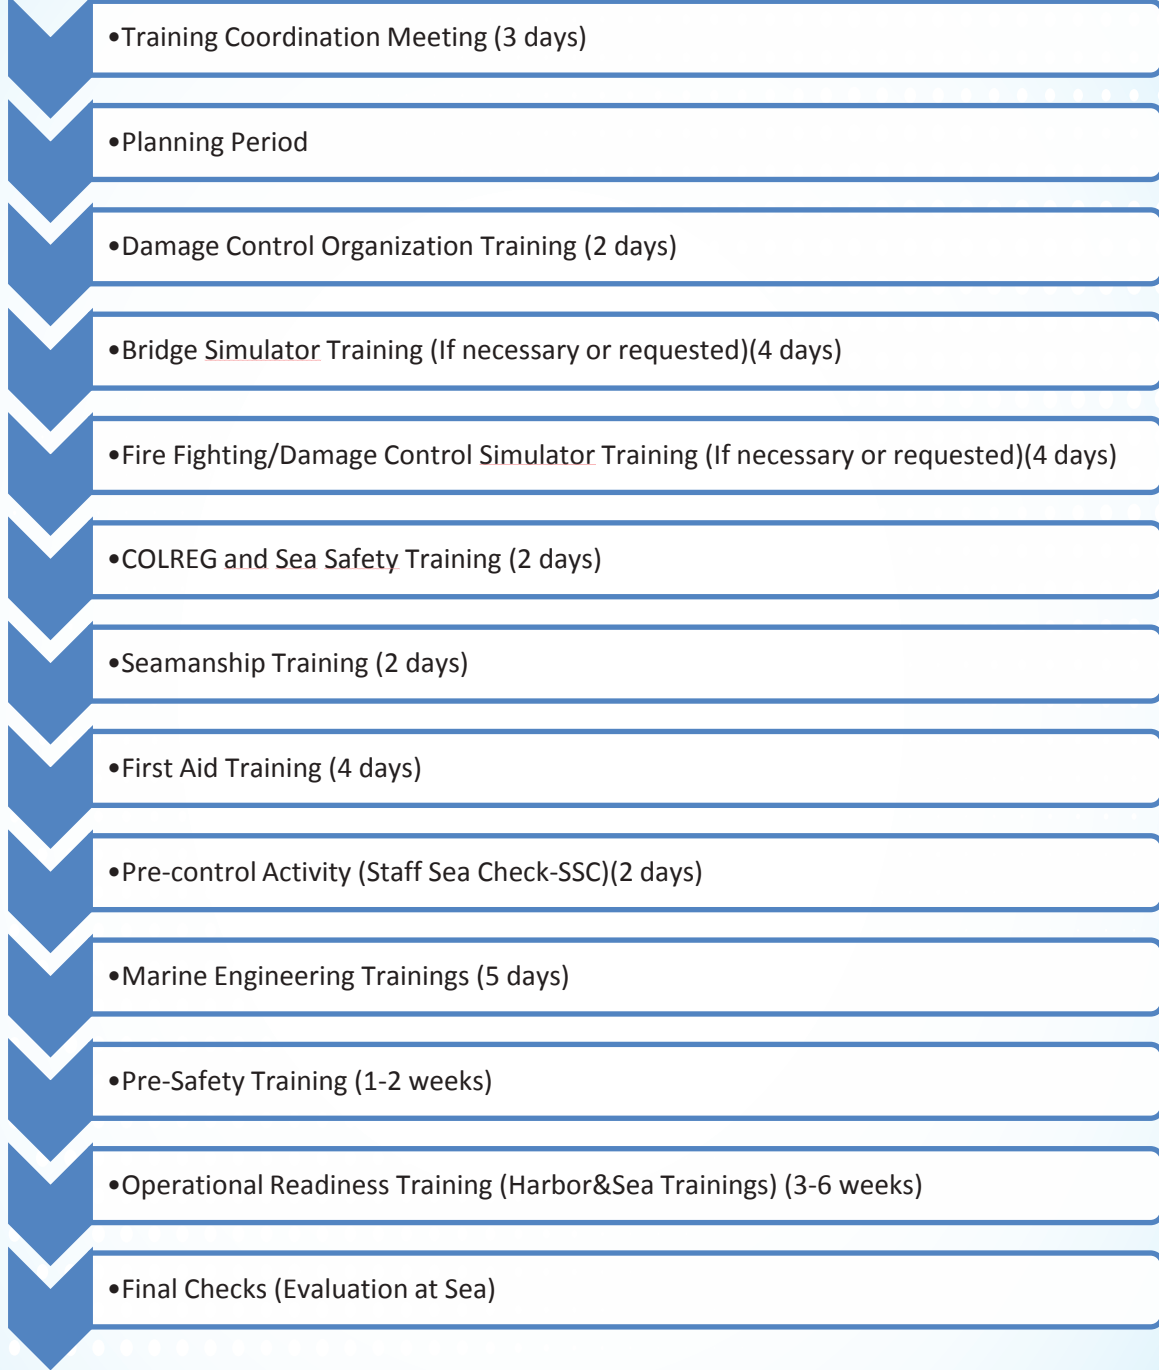 •Training Coordination Meeting (3 days)
•Planning Period
•Damage Control Organization Training (2 days)
•Bridge Simulator Training (If necessary or requested)(4 days)
•Fire Fighting/Damage Control Simulator Training (If necessary or requested)(4 days)
•COLREG and Sea Safety Training (2 days)
•Seamanship Training (2 days)
•First Aid Training (4 days)
•Pre-control Activity (Staff Sea Check-SSC)(2 days)
•Marine Engineering Trainings (5 days)
•Pre-Safety Training (1-2 weeks)
•Operational Readiness Training (Harbor&Sea Trainings) (3-6 weeks)
•Final Checks (Evaluation at Sea)